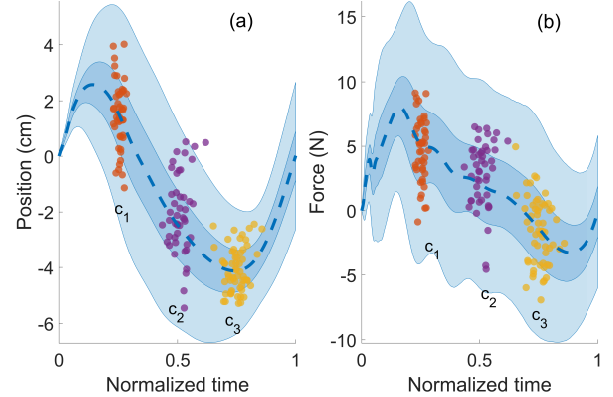 (a)
Position (cm)
4
2
0
-2
-4
-6
c1
c2
c3
0
0.5
1
Normalized time
(b)
Force (N)
15
10
5
0
-5
-10
c1
c2
c3
0
0.5
1
Normalized time